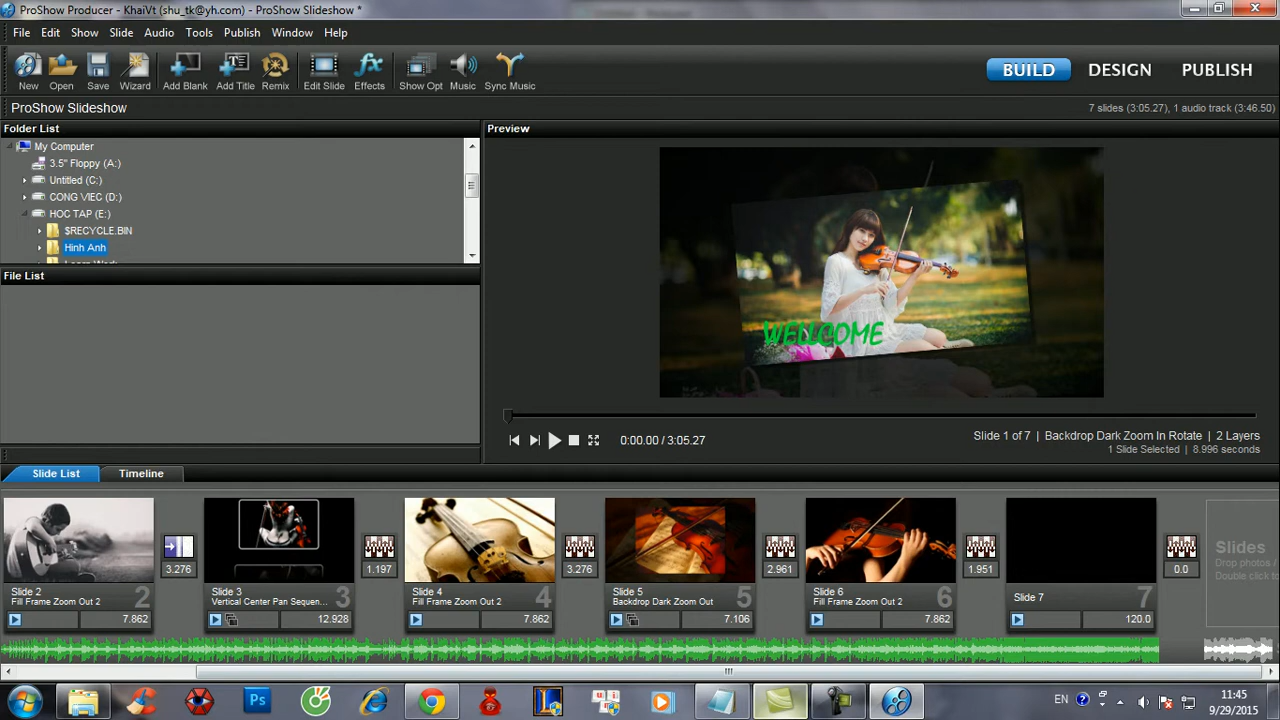 ProShow Producer - KhaiVt (shu_tk@yh.com) - ProShow Slideshow *
File Edit Show Slide Audio Tools Publish Window Help
New Open Save Wizard Add Blank Add Title Remix Edit Slide Effects Show Opt Music Sync Music
BUILD DESIGN PUBLISH
ProShow Slideshow
7 slides (3:05.27), 1 audio track (3:46.50)
Folder List
My Computer
3.5" Floppy (A:)
Untitled (C:)
CONG VIEC (D:)
HOC TAP (E:)
$RECYCLE.BIN
Hinh Anh
File List
Preview
WELLCOME
0:00.00 / 3:05.27
Slide 1 of 7 | Backdrop Dark Zoom In Rotate | 2 Layers
1 Slide Selected | 8.996 seconds
Slide List Timeline
3.276 1.197 3.276 2.961 1.951 0.0
Slides
Drop photos /
Double click to
Slide 2 Slide 3 Slide 4 Slide 5 Slide 6 Slide 7
Fill Frame Zoom Out 2 Vertical Center Pan Sequen... Fill Frame Zoom Out 2 Backdrop Dark Zoom Out Fill Frame Zoom Out 2
2 3 4 5 6 7
7.862 12.928 7.862 7.106 7.862 120.0
Ps
EN
11:45
9/29/2015